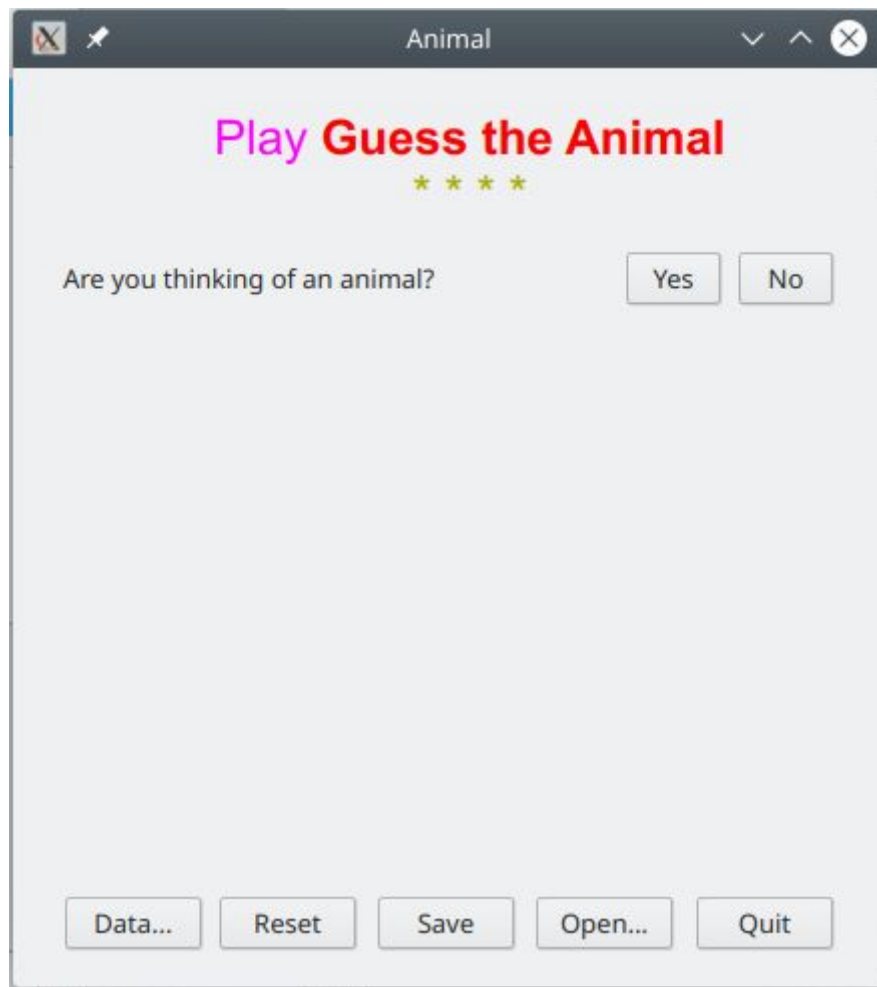 Animal
Play Guess the Animal
* * * *
Are you thinking of an animal? Yes No
Data... Reset Save Open... Quit